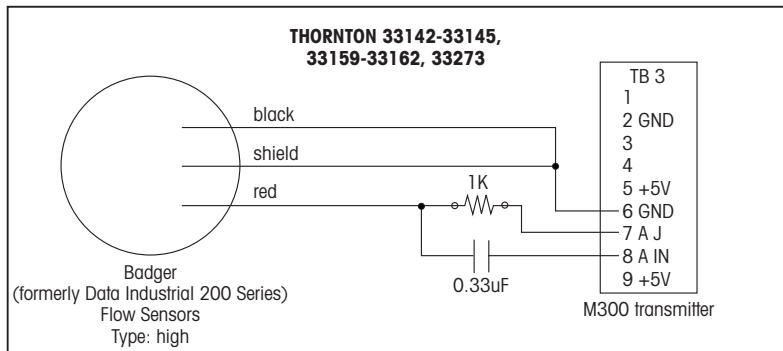 THORNTON 33142-33145,
33159-33162, 33273
black
shield
red
1K
0.33uF
Badger
(formerly Data Industrial 200 Series)
Flow Sensors
Type: high
TB 3
1
2 GND
3
4
5 +5V
6 GND
7 A J
8 A IN
9 +5V
M300 transmitter